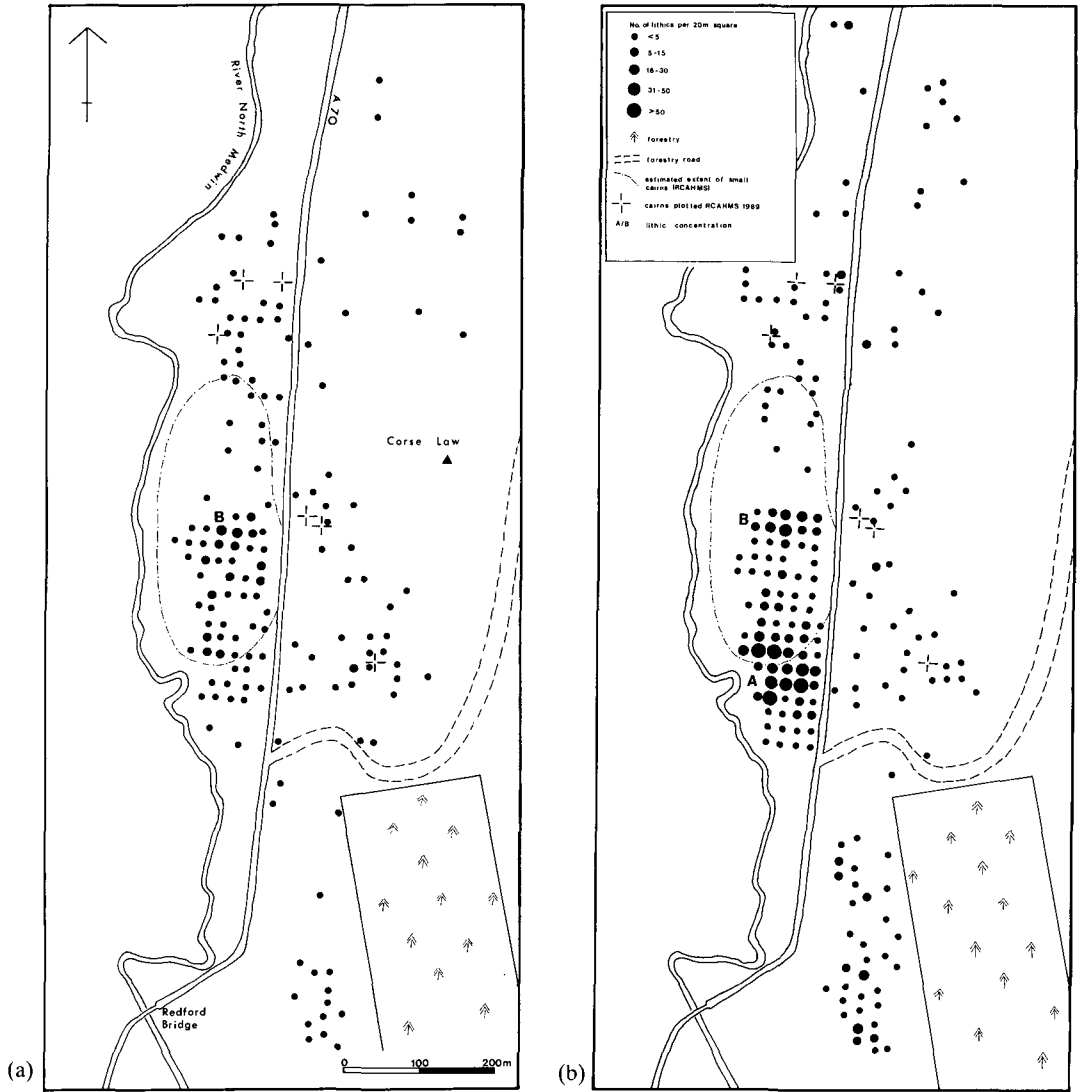 River North Medwin
A70
Corse Law
B
Redford
Bridge
0 100 200m
(a)
No. of lithics per 20m square
<5
5-15
16-30
31-50
>50
forestry
forestry road
estimated extent of small
cairns (RCAHMS)
cairns plotted RCAHMS 1989
A/B lithic concentration
B
A
(b)